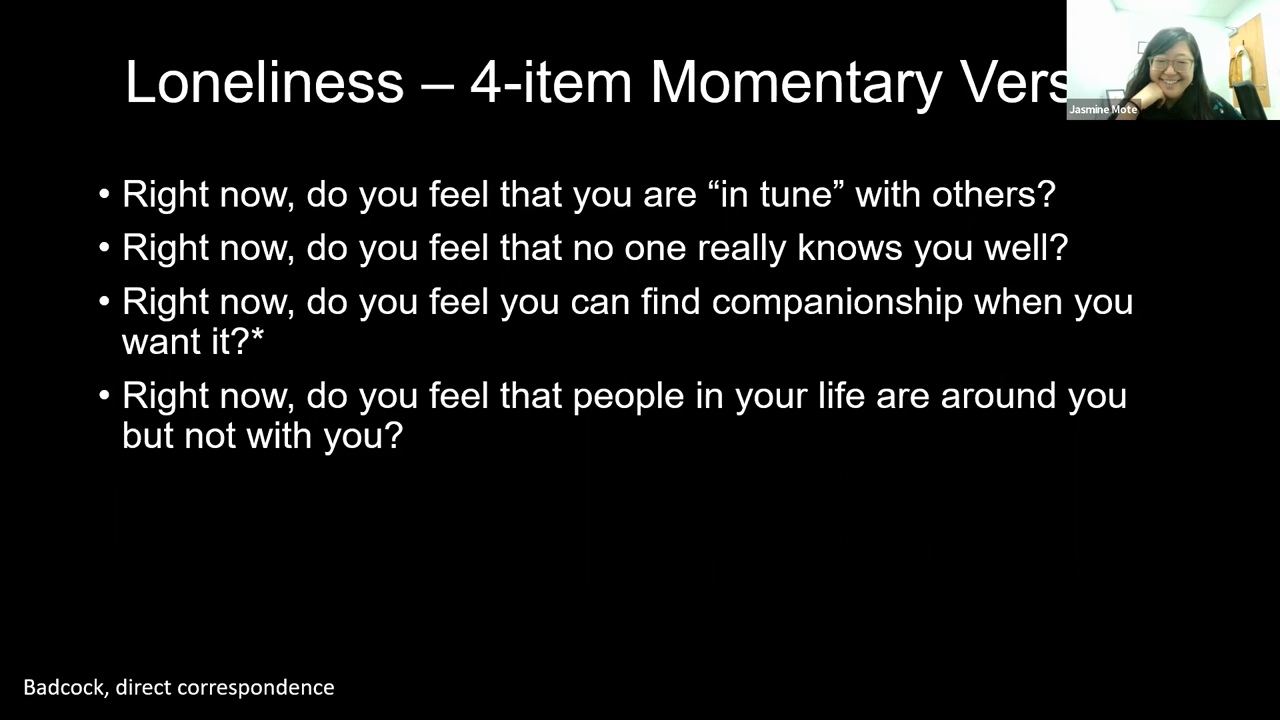 Loneliness – 4-item Momentary Vers
Jasmine Mote
• Right now, do you feel that you are “in tune” with others?
• Right now, do you feel that no one really knows you well?
• Right now, do you feel you can find companionship when you
want it?*
• Right now, do you feel that people in your life are around you
but not with you?
Badcock, direct correspondence